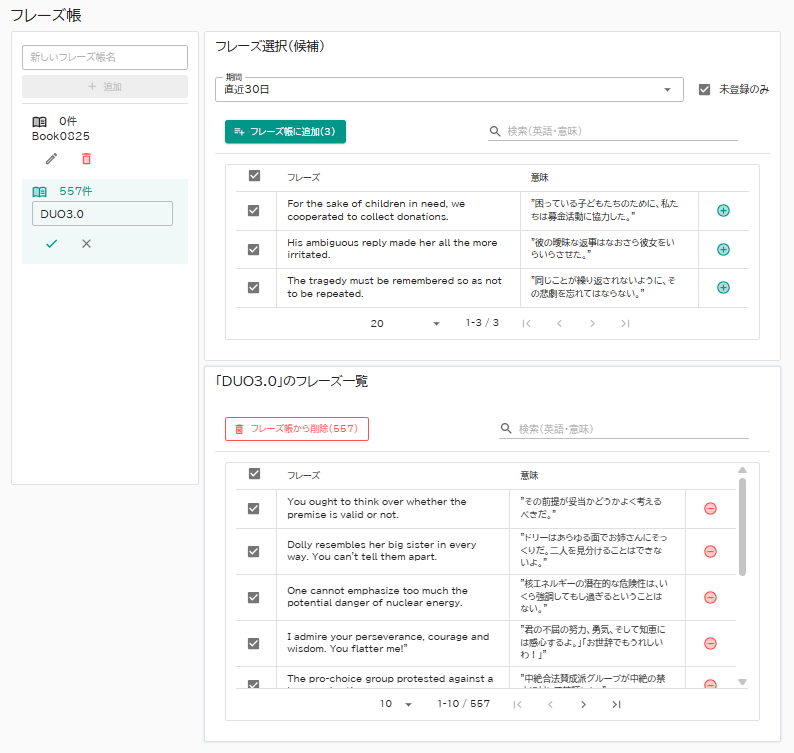 フレーズ帳
新しいフレーズ帳名
+ 追加
0件
Book0825
557件
DUO3.0
フレーズ選択(候補)
期間
直近30日
未登録のみ
フレーズ帳に追加(3)
検索(英語・意味)
フレーズ 意味
For the sake of children in need, we
cooperated to collect donations.
"困っている子どもたちのために、私た
ちは募金活動に協力した。"
His ambiguous reply made her all the more
irritated.
"彼の曖昧な返事はなおさら彼女をい
らいらさせた。"
The tragedy must be remembered so as not
to be repeated.
"同じことが繰り返されないように、そ
の悲劇を忘れてはならない。"
20 1-3 / 3
「DUO3.0」のフレーズ一覧
フレーズ帳から削除(557)
検索(英語・意味)
フレーズ 意味
You ought to think over whether the
premise is valid or not.
"その前提が妥当かどうかよく考える
べきだ。"
Dolly resembles her big sister in every
way. You can't tell them apart.
"ドリーはあらゆる面でお姉さんにそっ
くりだ。二人を見分けることはできな
いよ。"
One cannot emphasize too much the
potential danger of nuclear energy.
"核エネルギーの潜在的な危険性は、い
くら強調してもし過ぎるということは
ない。"
I admire your perseverance, courage and
wisdom. You flatter me!"
"君の不屈の努力、勇気、そして知恵に
は感心するよ。」「お世辞でもうれしい
わ！」"
The pro-choice group protested against a
"中絶合法賛成派グループが中絶の禁
10 1-10 / 557